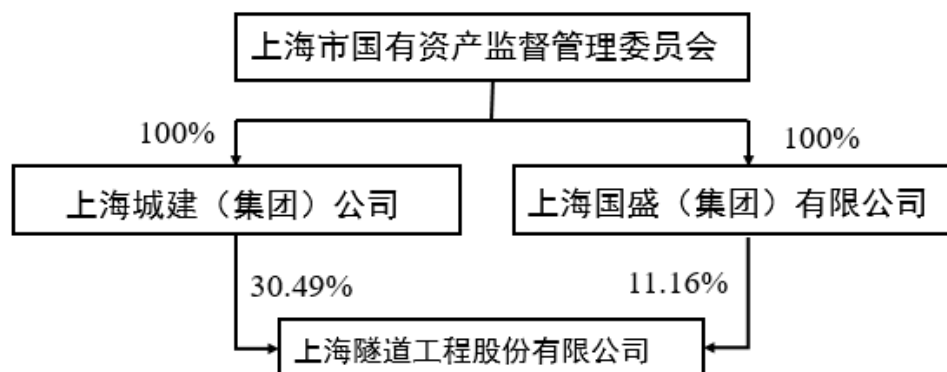 上海市国有资产监督管理委员会
100%
100%
上海城建（集团）公司
上海国盛（集团）有限公司
30.49%
11.16%
上海隧道工程股份有限公司